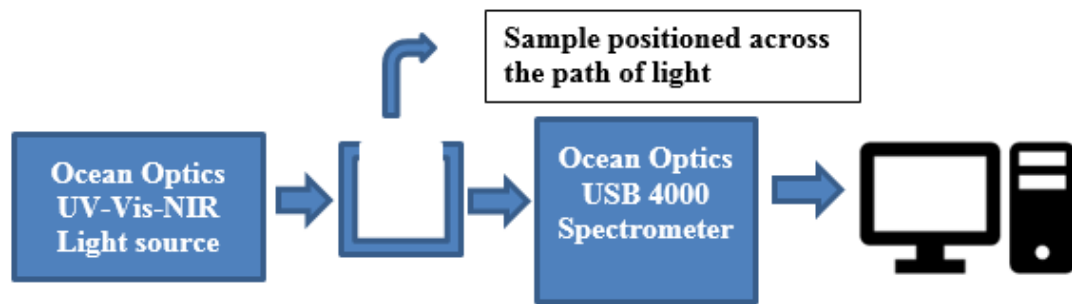 Sample positioned across
the path of light
Ocean Optics
UV-Vis-NIR
Light source
Ocean Optics
USB 4000
Spectrometer